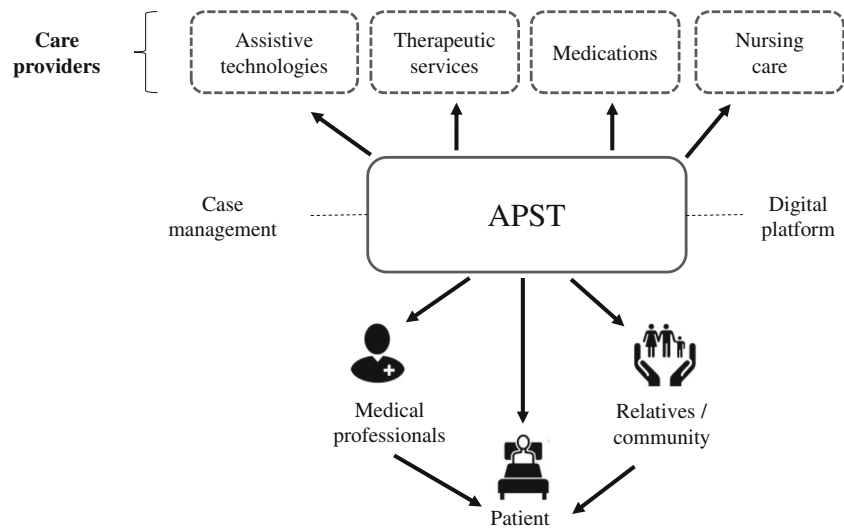 Care
providers
Assistive
technologies
Therapeutic
services
Medications
Nursing
care
Case
management
APST
Digital
platform
Medical
professionals
Relatives /
community
Patient